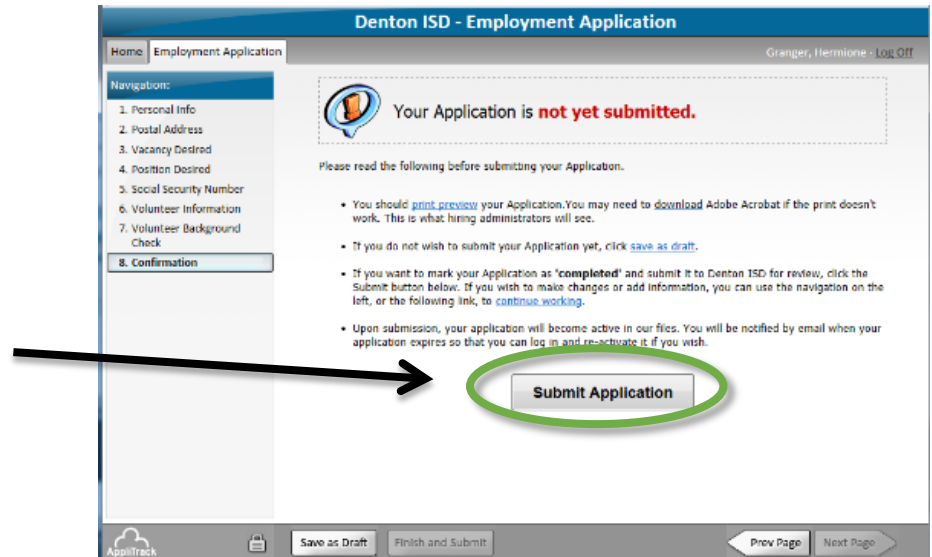 Denton ISD - Employment Application
Home
Employment Application
Granger, Hermione - Log Off
Navigation:
1. Personal Info
2. Postal Address
3. Vacancy Desired
4. Position Desired
5. Social Security Number
6. Volunteer Information
7. Volunteer Background
Check
8. Confirmation
Your Application is not yet submitted.
Please read the following before submitting your Application.
• You should print preview your Application.You may need to download Adobe Acrobat if the print doesn't
work. This is what hiring administrators will see.
• If you do not wish to submit your Application yet, click save as draft.
• If you want to mark your Application as 'completed' and submit it to Denton ISD for review, click the
Submit button below. If you wish to make changes or add information, you can use the navigation on the
left, or the following link, to continue working.
• Upon submission, your application will become active in our files. You will be notified by email when your
application expires so that you can log in and re-activate it if you wish.
Submit Application
AppliTrack
Save as Draft
Finish and Submit
Prev Page
Next Page